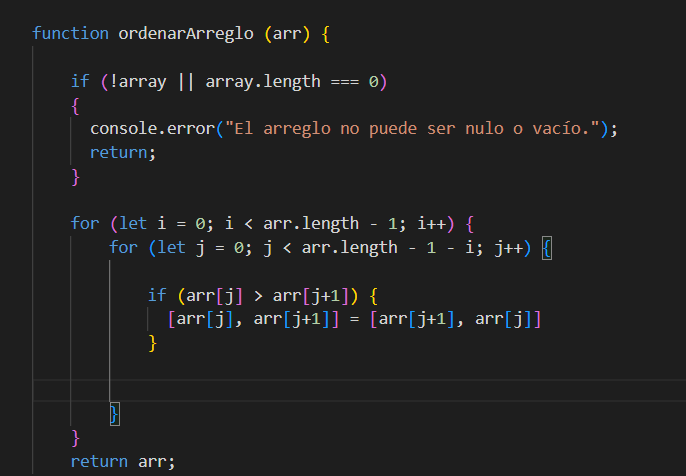 function ordenarArreglo (arr) {
if (!array || array.length === 0)
{
console.error("El arreglo no puede ser nulo o vacío.");
return;
}
for (let i = 0; i < arr.length - 1; i++) {
for (let j = 0; j < arr.length - 1 - i; j++) {
if (arr[j] > arr[j+1]) {
[arr[j], arr[j+1]] = [arr[j+1], arr[j]]
}
}
}
return arr;